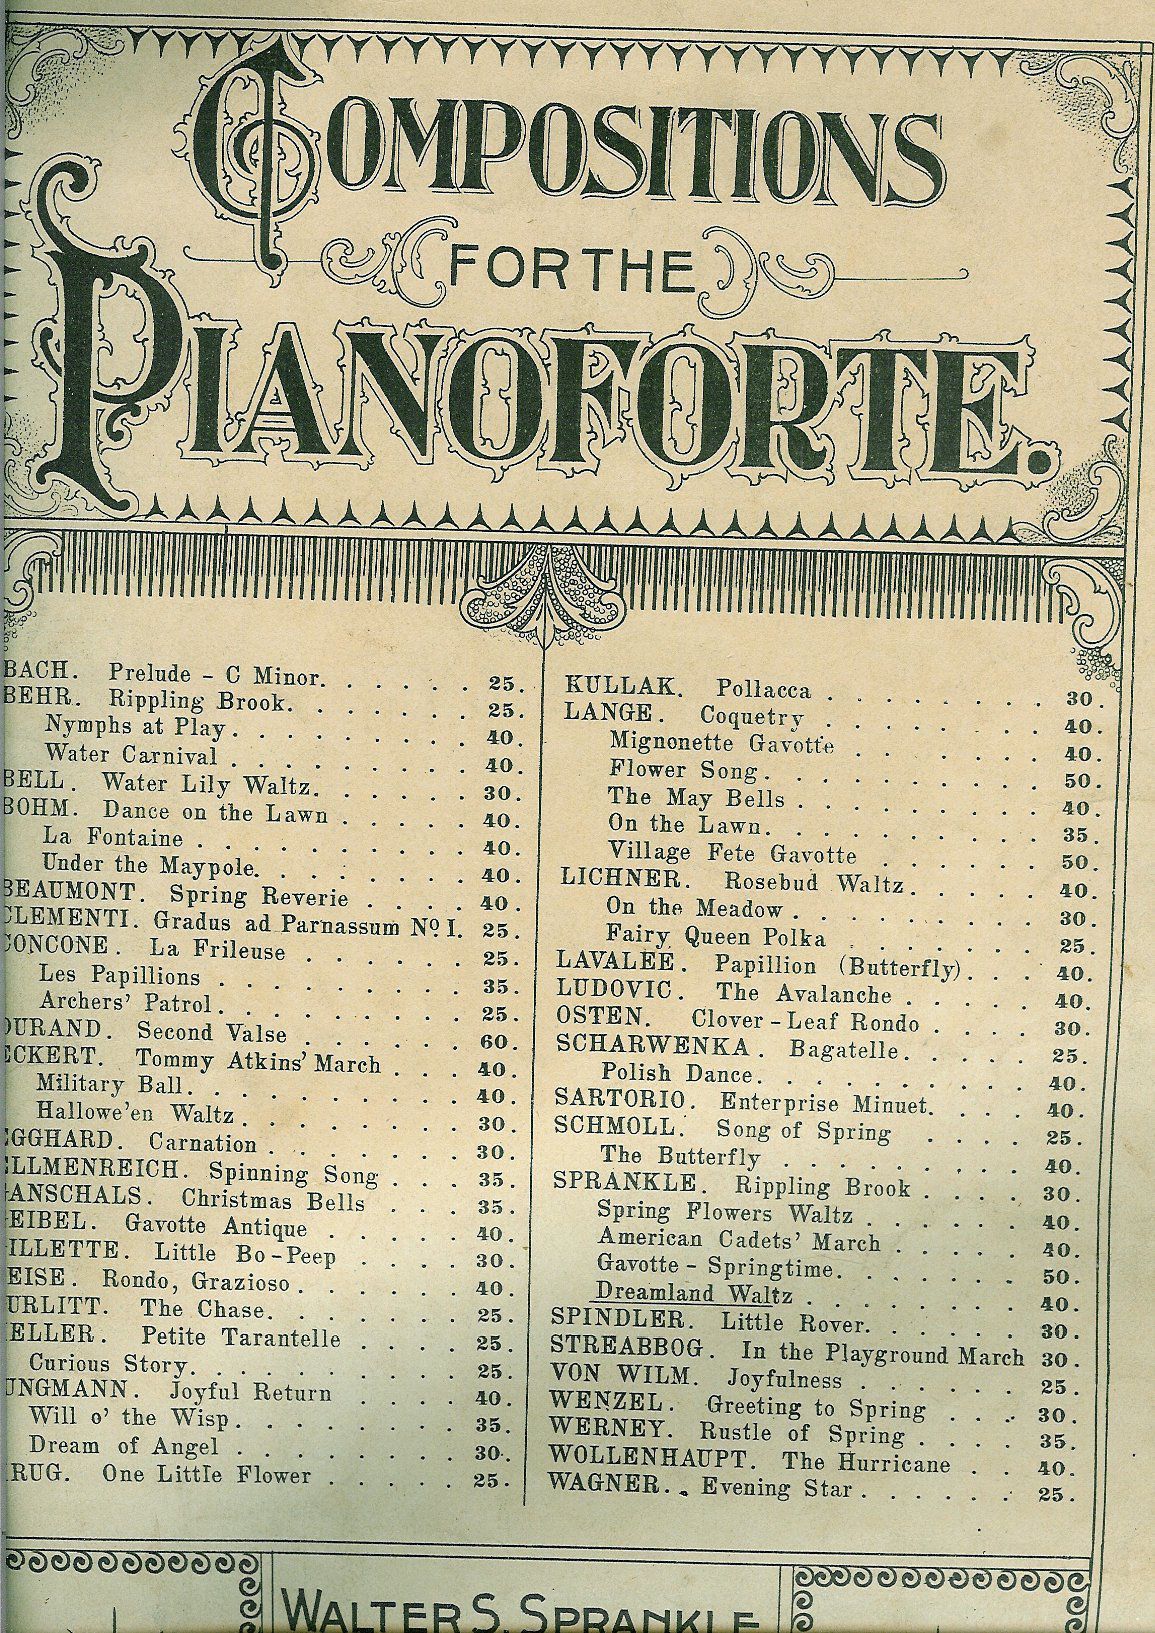 COMPOSITIONS
FOR THE
PIANOFORTE.
BACH. Prelude - C Minor. . . . . . . 25.
BEHR. Rippling Brook. . . . . . . 25.
Nymphs at Play. . . . . . . . . 40.
Water Carnival . . . . . . . . . 40.
BELL. Water Lily Waltz. . . . . . 30.
BOHM. Dance on the Lawn . . . . . 40.
La Fontaine . . . . . . . . . . 40.
Under the Maypole. . . . . . . . 40.
BEAUMONT. Spring Reverie . . . . 40.
CLEMENTI. Gradus ad Parnassum No. I. 25.
CONCONE. La Frileuse . . . . . . 25.
Les Papillions . . . . . . . . . 35.
Archers' Patrol. . . . . . . . . 25.
DURAND. Second Valse . . . . . . 60.
ECKERT. Tommy Atkins' March . . . 40.
Military Ball. . . . . . . . . . 40.
Hallowe'en Waltz. . . . . . . . 30.
EGGHARD. Carnation . . . . . . . 30.
ELLMENREICH. Spinning Song . . . 35.
GANSCHALS. Christmas Bells . . . 35.
EIBEL. Gavotte Antique . . . . . 40.
ILLETTE. Little Bo-Peep . . . . 30.
EISE. Rondo, Grazioso. . . . . . 40.
GURLITT. The Chase. . . . . . . 25.
ELLER. Petite Tarantelle . . . . 25.
Curious Story. . . . . . . . . . 25.
JUNGMANN. Joyful Return . . . . 40.
Will o' the Wisp. . . . . . . . 35.
Dream of Angel . . . . . . . . 30.
KRUG. One Little Flower . . . . . 25.
KULLAK. Pollacca . . . . . . . . 30.
LANGE. Coquetry . . . . . . . . 40.
Mignonette Gavotte . . . . . . . 40.
Flower Song. . . . . . . . . . 50.
The May Bells . . . . . . . . . 40.
On the Lawn. . . . . . . . . . 35.
Village Fete Gavotte . . . . . . 50.
LICHNER. Rosebud Waltz. . . . . 40.
On the Meadow . . . . . . . . . 30.
Fairy Queen Polka . . . . . . . 25.
LAVALÉE. Papillion (Butterfly). . . 40.
LUDOVIC. The Avalanche . . . . . 40.
OSTEN. Clover-Leaf Rondo . . . . 30.
SCHARWENKA. Bagatelle. . . . . . 25.
Polish Dance. . . . . . . . . . 40.
SARTORIO. Enterprise Minuet. . . . 40.
SCHMOLL. Song of Spring . . . . 25.
The Butterfly . . . . . . . . . 40.
SPRANKLE. Rippling Brook . . . . 30.
Spring Flowers Waltz . . . . . . 40.
American Cadets' March . . . . . 40.
Gavotte - Springtime. . . . . . . 50.
Dreamland Waltz . . . . . . . . 40.
SPINDLER. Little Rover. . . . . . 30.
STREABBOG. In the Playground March 30.
VON WILM. Joyfulness . . . . . . 25.
WENZEL. Greeting to Spring . . . 30.
WERNEY. Rustle of Spring . . . . 35.
WOLLENHAUPT. The Hurricane . . 40.
WAGNER. . Evening Star . . . . . . 25.
WALTER S. SPRANKLE